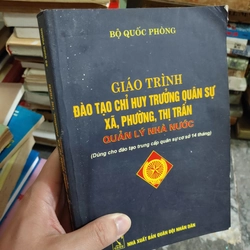 BỘ QUỐC PHÒNG
GIÁO TRÌNH
ĐÀO TẠO CHỈ HUY TRƯỞNG QUÂN SỰ
XÃ, PHƯỜNG, THỊ TRẤN
QUẢN LÝ NHÀ NƯỚC
(Dùng cho đào tạo trung cấp quân sự cơ sở 14 tháng)
NHÀ XUẤT BẢN QUÂN ĐỘI NHÂN DÂN